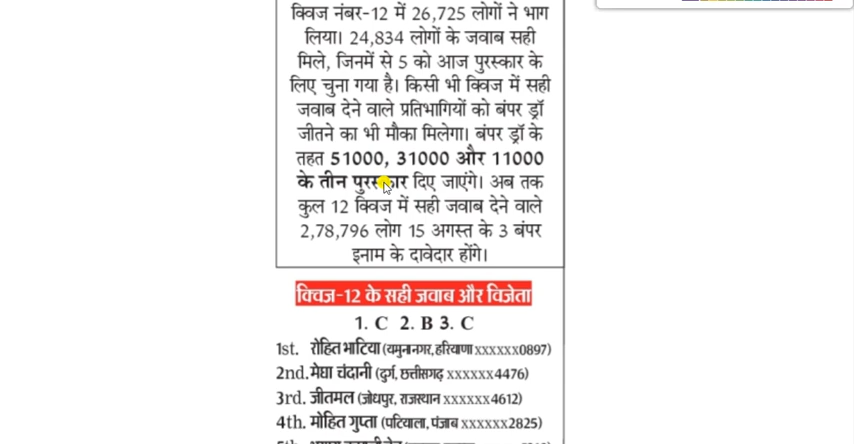 क्विज नंबर-12 में 26,725 लोगों ने भाग
लिया। 24,834 लोगों के जवाब सही
मिले, जिनमें से 5 को आज पुरस्कार के
लिए चुना गया है। किसी भी क्विज में सही
जवाब देने वाले प्रतिभागियों को बंपर ड्रॉ
जीतने का भी मौका मिलेगा। बंपर ड्रॉ के
तहत 51000, 31000 और 11000
के तीन पुरस्कार दिए जाएंगे। अब तक
कुल 12 क्विज में सही जवाब देने वाले
2,78,796 लोग 15 अगस्त के 3 बंपर
इनाम के दावेदार होंगे।
क्विज-12 के सही जवाब और विजेता
1. C 2. B 3. C
1st. रोहित भाटिया (यमुनानगर, हरियाणा xxxxxx0897)
2nd. मेघा चंदानी (दुर्ग, छत्तीसगढ़ xxxxxx4476)
3rd. जीतमल (जोधपुर, राजस्थान xxxxxx4612)
4th. मोहित गुप्ता (पटियाला, पंजाब xxxxxx2825)